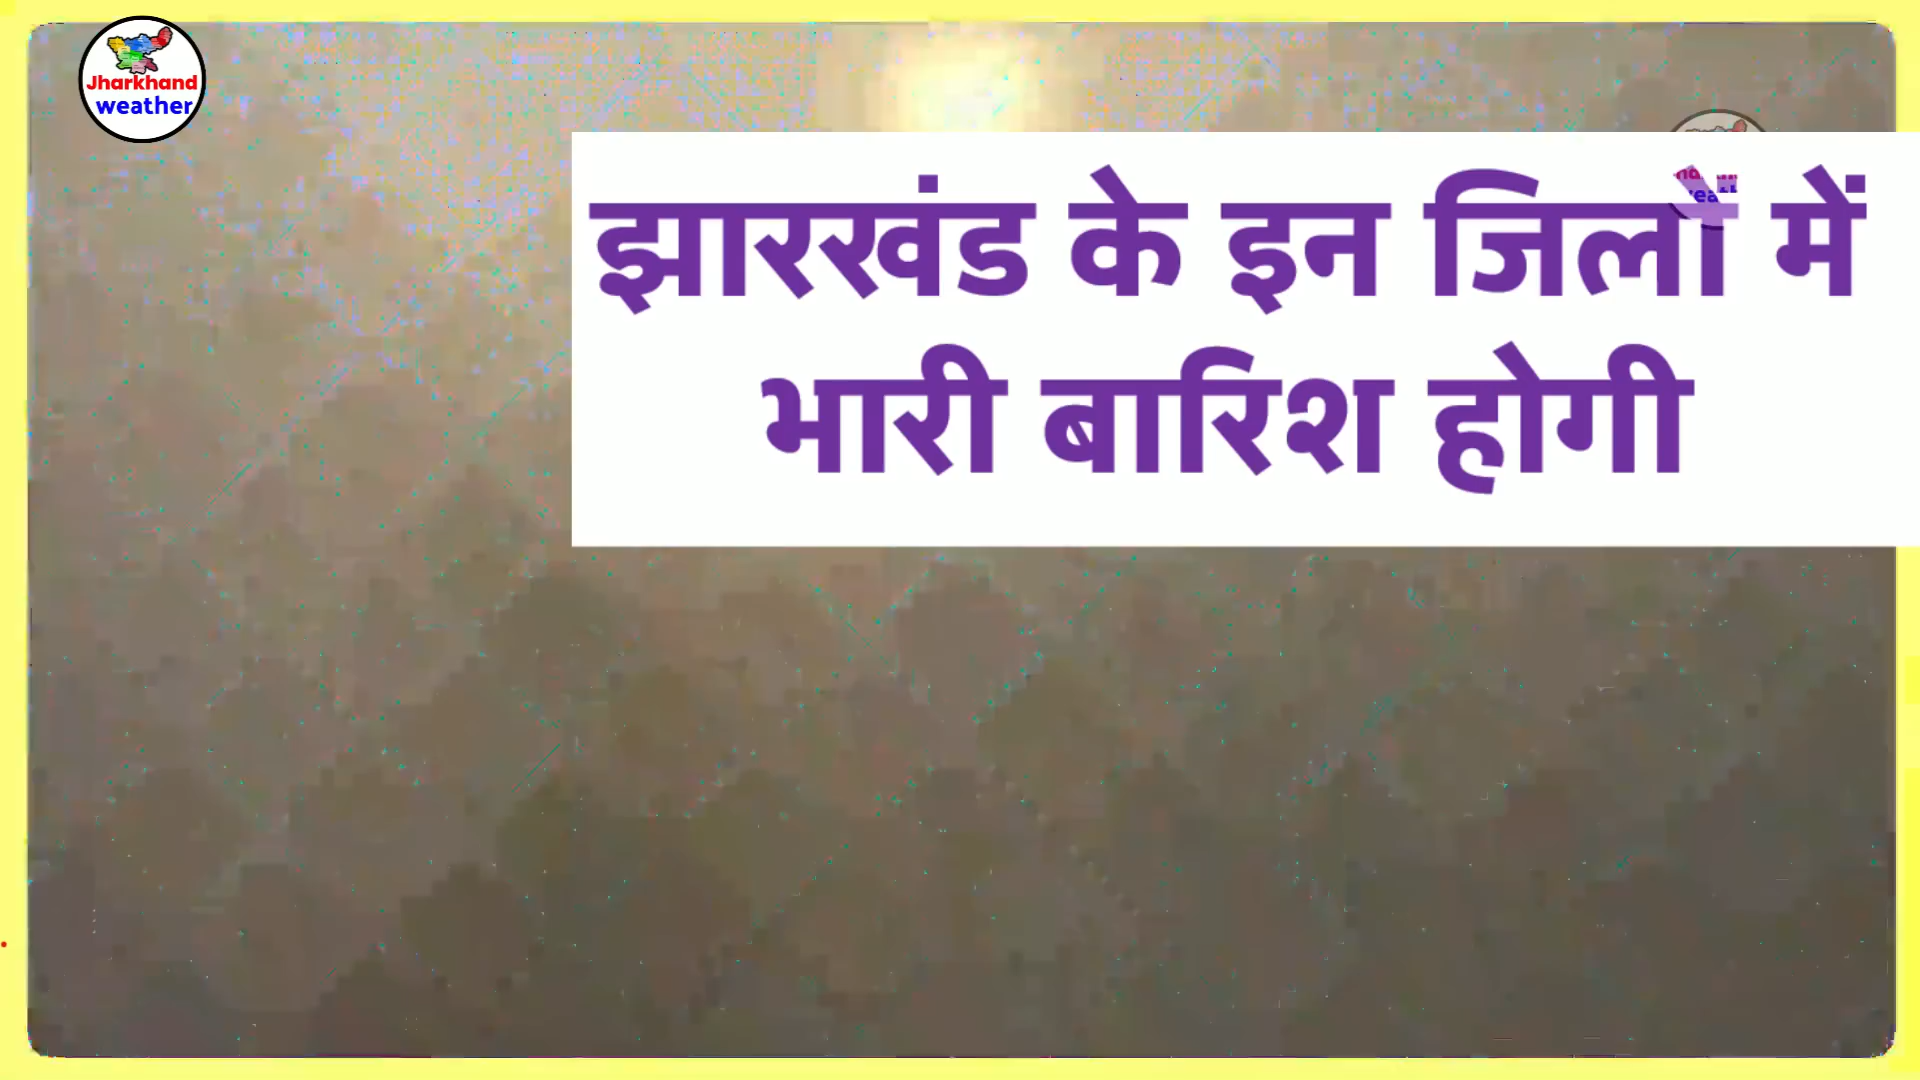 Jharkhand
weather
झारखंड के इन जिलों में
भारी बारिश होगी